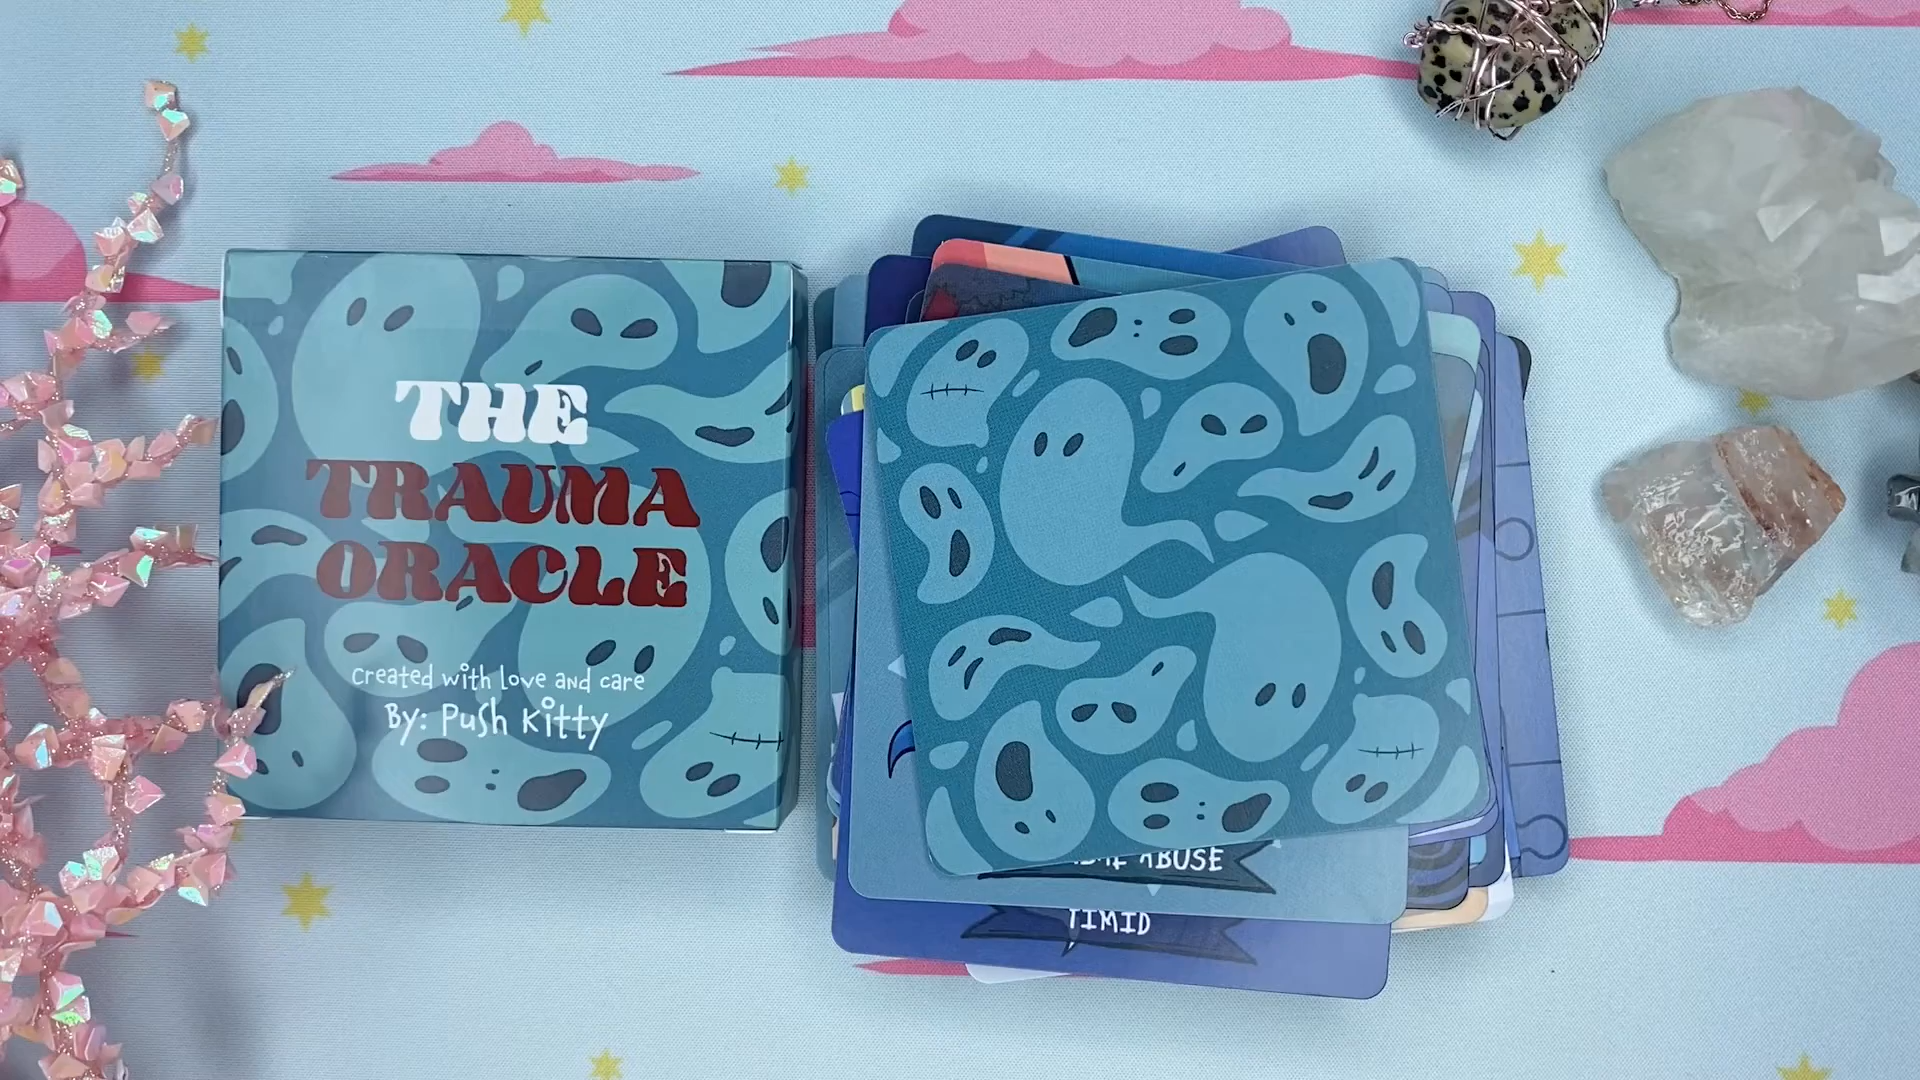 THE
TRAUMA
ORACLE
created with love and care
By: Push Kitty
ABUSE
TIMID